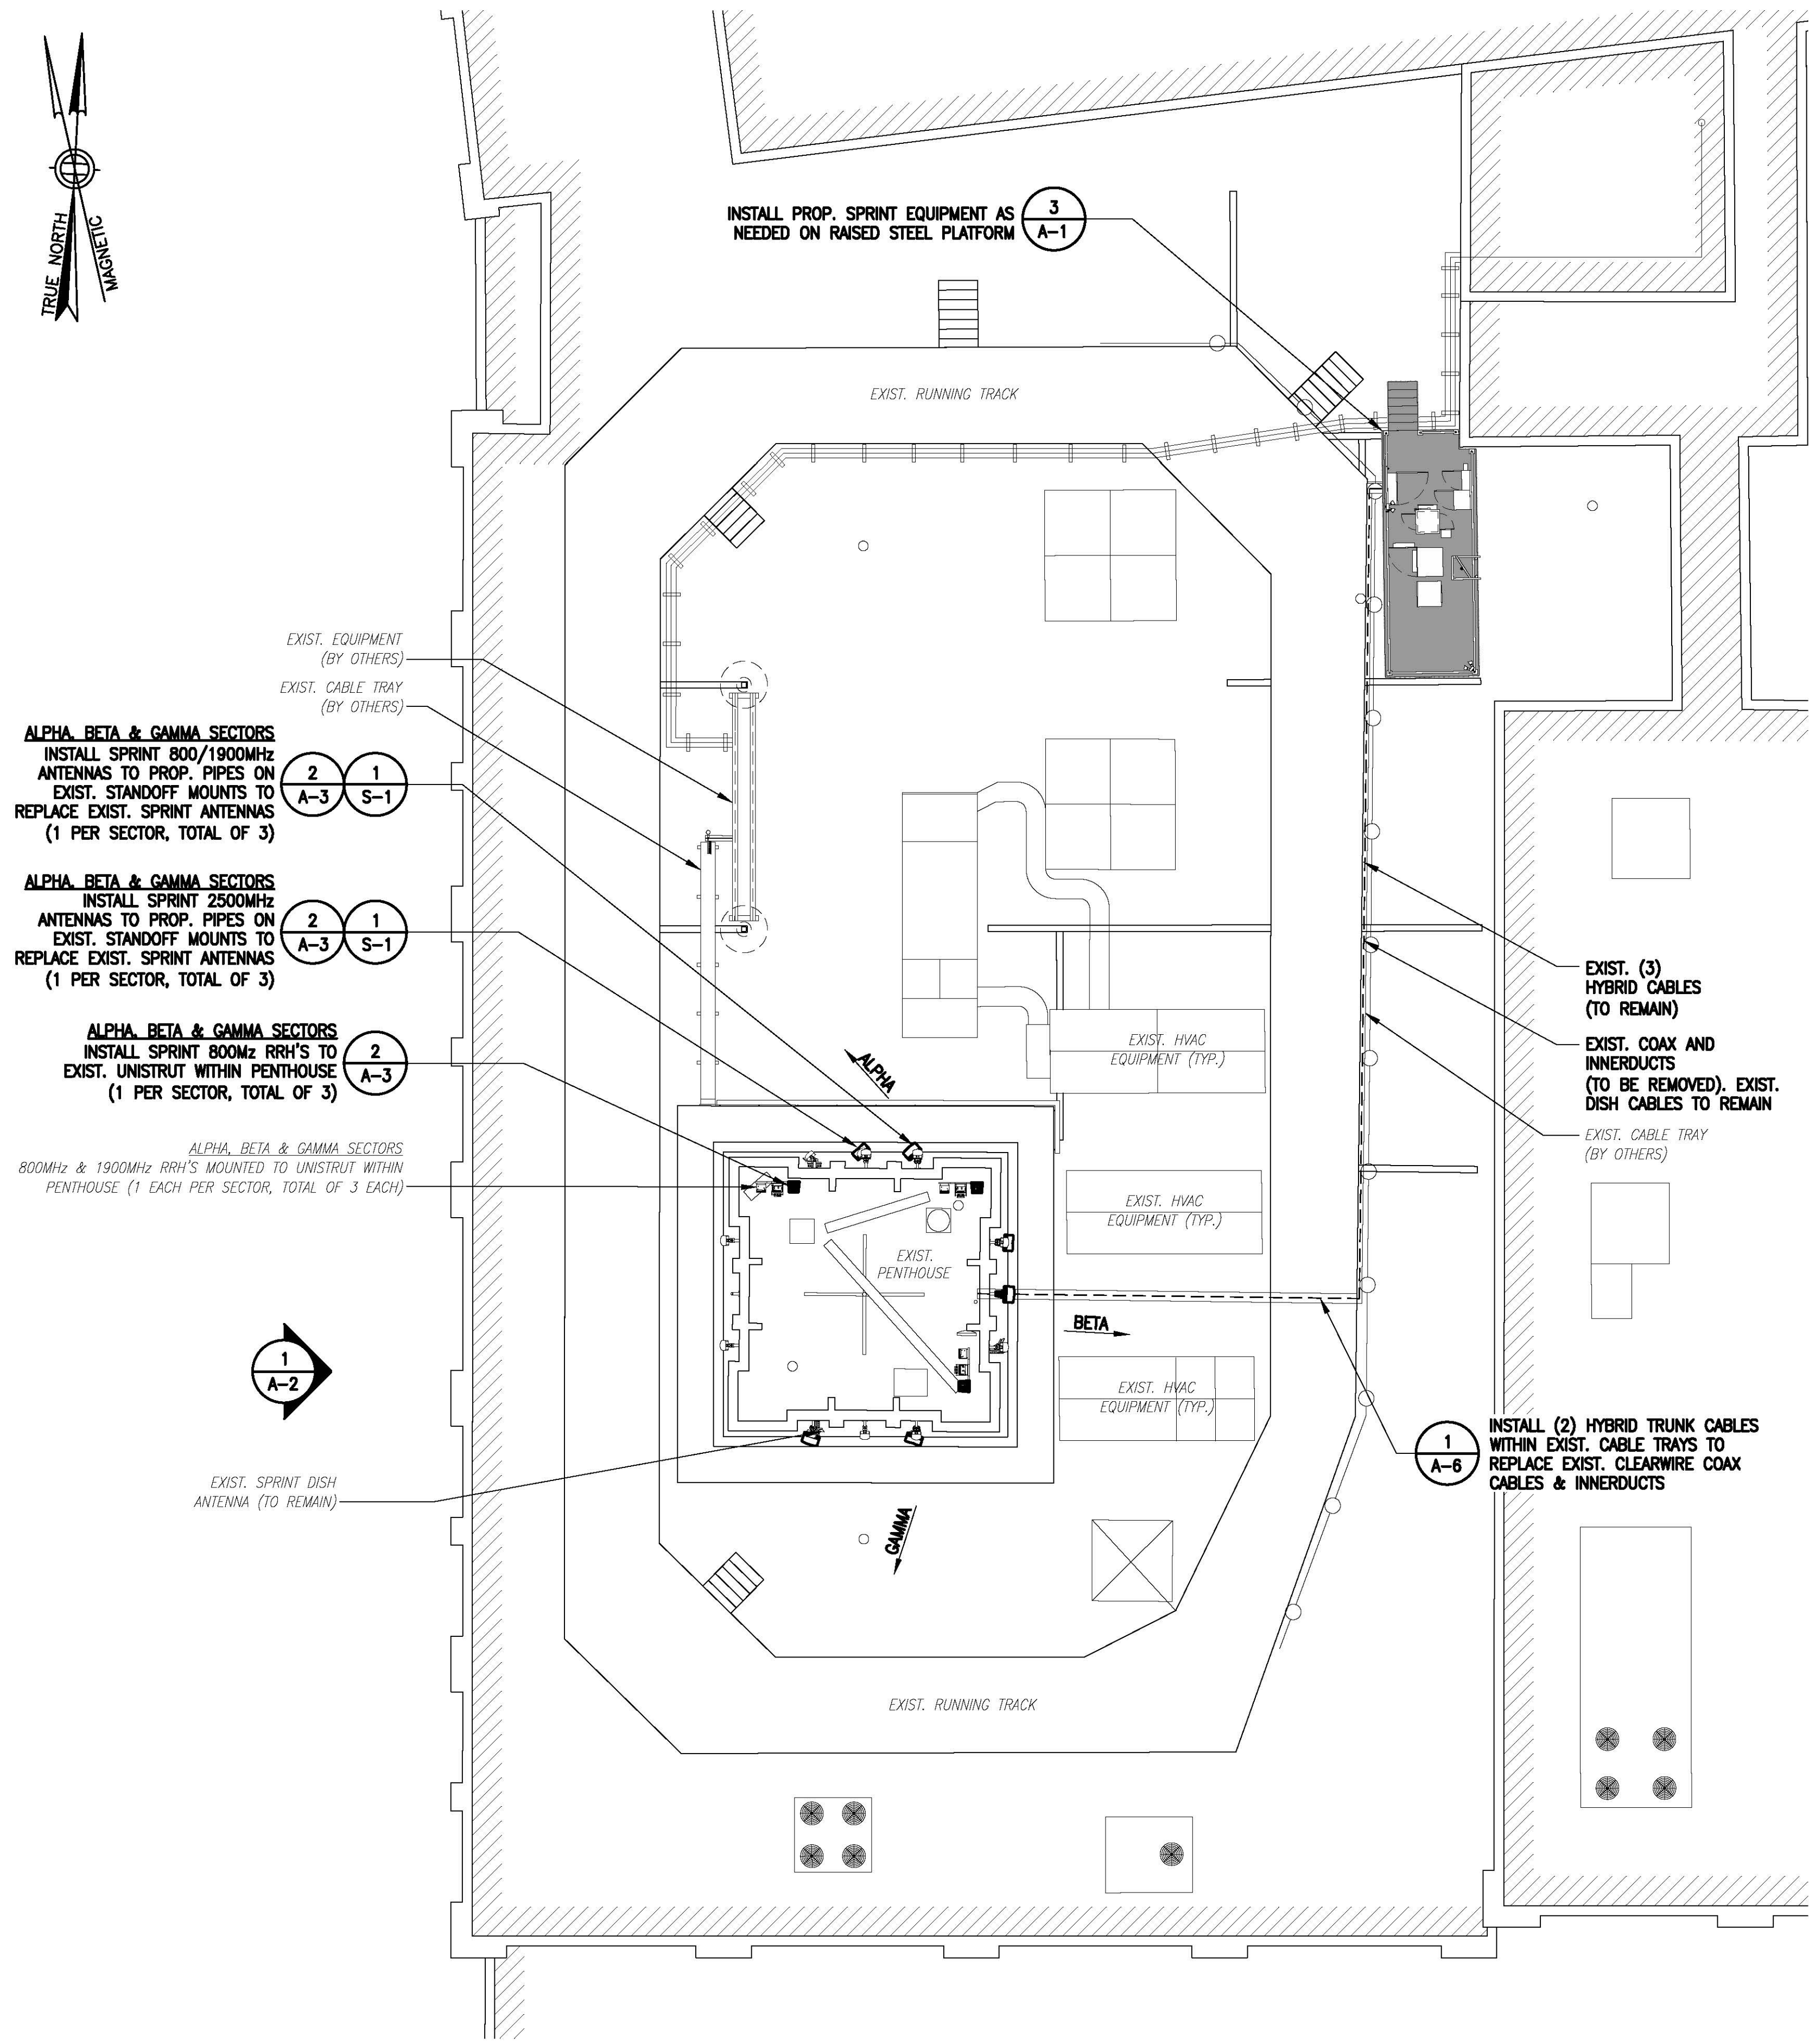 TRUE NORTH
MAGNETIC
INSTALL PROP. SPRINT EQUIPMENT AS
NEEDED ON RAISED STEEL PLATFORM
3
A-1
EXIST. RUNNING TRACK
EXIST. EQUIPMENT
(BY OTHERS)
EXIST. CABLE TRAY
(BY OTHERS)
ALPHA, BETA & GAMMA SECTORS
INSTALL SPRINT 800/1900MHz
ANTENNAS TO PROP. PIPES ON
EXIST. STANDOFF MOUNTS TO
REPLACE EXIST. SPRINT ANTENNAS
(1 PER SECTOR, TOTAL OF 3)
2
A-3
1
S-1
ALPHA, BETA & GAMMA SECTORS
INSTALL SPRINT 2500MHz
ANTENNAS TO PROP. PIPES ON
EXIST. STANDOFF MOUNTS TO
REPLACE EXIST. SPRINT ANTENNAS
(1 PER SECTOR, TOTAL OF 3)
2
A-3
1
S-1
ALPHA, BETA & GAMMA SECTORS
INSTALL SPRINT 800Mz RRH'S TO
EXIST. UNISTRUT WITHIN PENTHOUSE
(1 PER SECTOR, TOTAL OF 3)
2
A-3
ALPHA, BETA & GAMMA SECTORS
800MHz & 1900MHz RRH'S MOUNTED TO UNISTRUT WITHIN
PENTHOUSE (1 EACH PER SECTOR, TOTAL OF 3 EACH)
EXIST. (3)
HYBRID CABLES
(TO REMAIN)
EXIST. COAX AND
INNERDUCTS
(TO BE REMOVED). EXIST.
DISH CABLES TO REMAIN
EXIST. CABLE TRAY
(BY OTHERS)
EXIST. HVAC
EQUIPMENT (TYP.)
ALPHA
EXIST. HVAC
EQUIPMENT (TYP.)
EXIST.
PENTHOUSE
BETA
1
A-2
EXIST. HVAC
EQUIPMENT (TYP.)
1
A-6
INSTALL (2) HYBRID TRUNK CABLES
WITHIN EXIST. CABLE TRAYS TO
REPLACE EXIST. CLEARWIRE COAX
CABLES & INNERDUCTS
EXIST. SPRINT DISH
ANTENNA (TO REMAIN)
GAMMA
EXIST. RUNNING TRACK